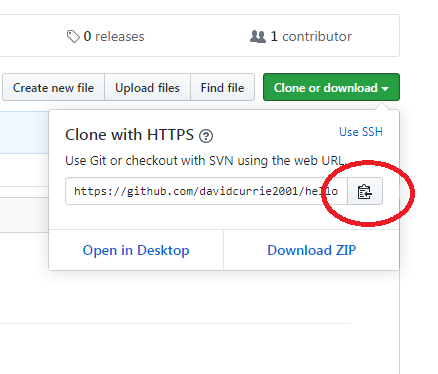 0 releases 1 contributor
Create new file Upload files Find file Clone or download
Clone with HTTPS ? Use SSH
Use Git or checkout with SVN using the web URL.
https://github.com/davidcurrie2001/hello
Open in Desktop Download ZIP